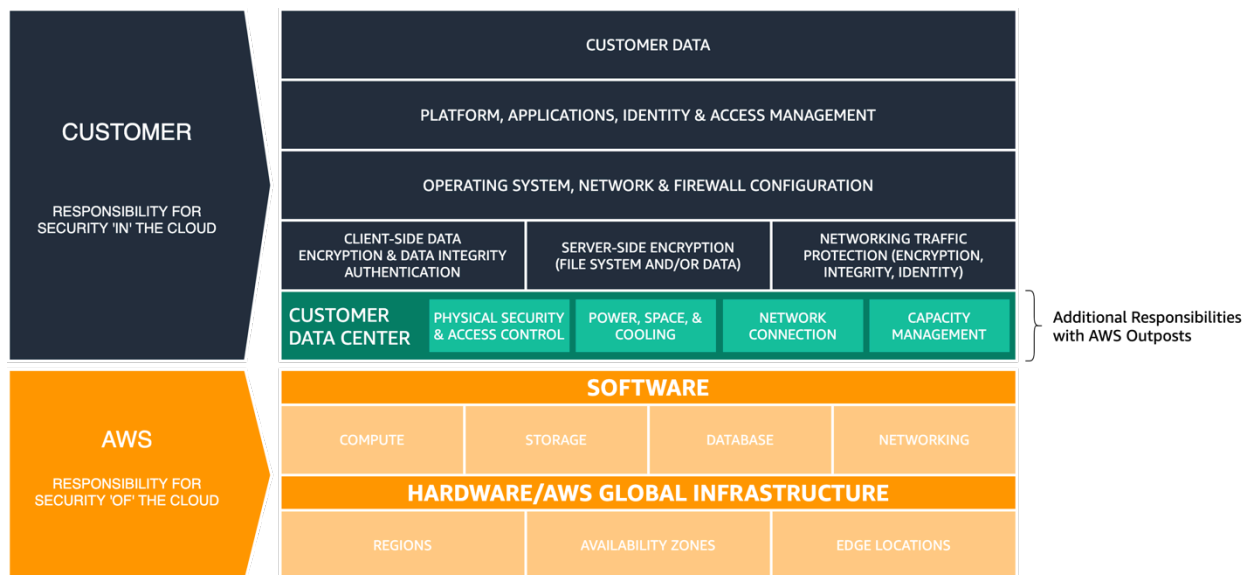 CUSTOMER
RESPONSIBILITY FOR
SECURITY 'IN' THE CLOUD
CUSTOMER DATA
PLATFORM, APPLICATIONS, IDENTITY & ACCESS MANAGEMENT
OPERATING SYSTEM, NETWORK & FIREWALL CONFIGURATION
CLIENT-SIDE DATA
ENCRYPTION & DATA INTEGRITY
AUTHENTICATION
SERVER-SIDE ENCRYPTION
(FILE SYSTEM AND/OR DATA)
NETWORKING TRAFFIC
PROTECTION (ENCRYPTION,
INTEGRITY, IDENTITY)
CUSTOMER
DATA CENTER
PHYSICAL SECURITY
& ACCESS CONTROL
POWER, SPACE, &
COOLING
NETWORK
CONNECTION
CAPACITY
MANAGEMENT
Additional Responsibilities
with AWS Outposts
AWS
RESPONSIBILITY FOR
SECURITY 'OF' THE CLOUD
SOFTWARE
COMPUTE
STORAGE
DATABASE
NETWORKING
HARDWARE/AWS GLOBAL INFRASTRUCTURE
REGIONS
AVAILABILITY ZONES
EDGE LOCATIONS